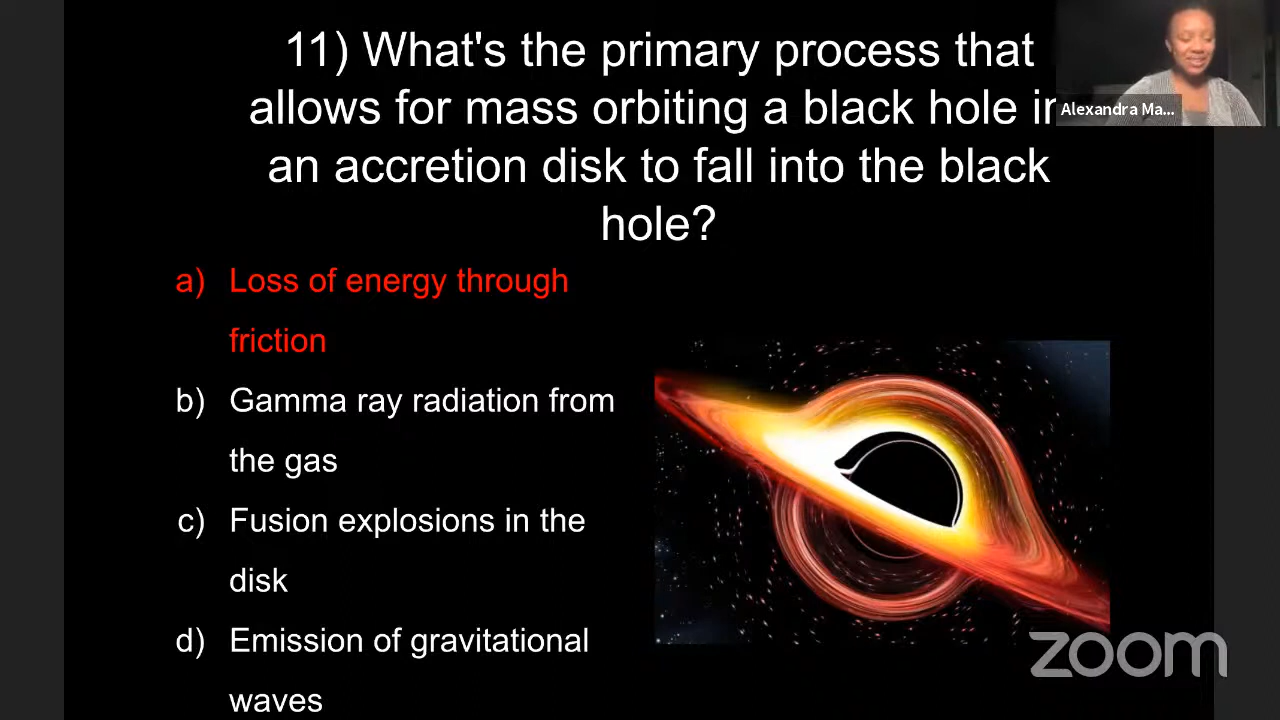 11) What's the primary process that
allows for mass orbiting a black hole in
an accretion disk to fall into the black
hole?
a) Loss of energy through
friction
b) Gamma ray radiation from
the gas
c) Fusion explosions in the
disk
d) Emission of gravitational
waves
Alexandra Ma...
zoom